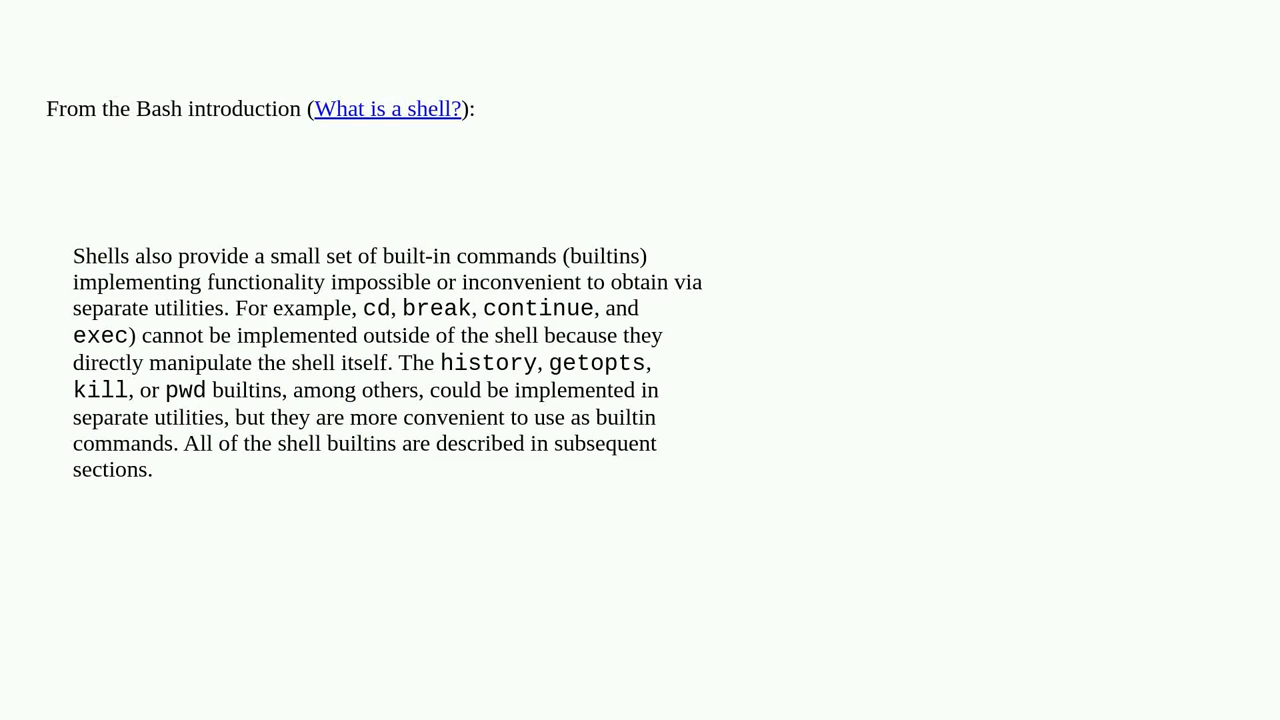 From the Bash introduction (What is a shell?):
Shells also provide a small set of built-in commands (builtins)
implementing functionality impossible or inconvenient to obtain via
separate utilities. For example, cd, break, continue, and
exec) cannot be implemented outside of the shell because they
directly manipulate the shell itself. The history, getopts,
kill, or pwd builtins, among others, could be implemented in
separate utilities, but they are more convenient to use as builtin
commands. All of the shell builtins are described in subsequent
sections.